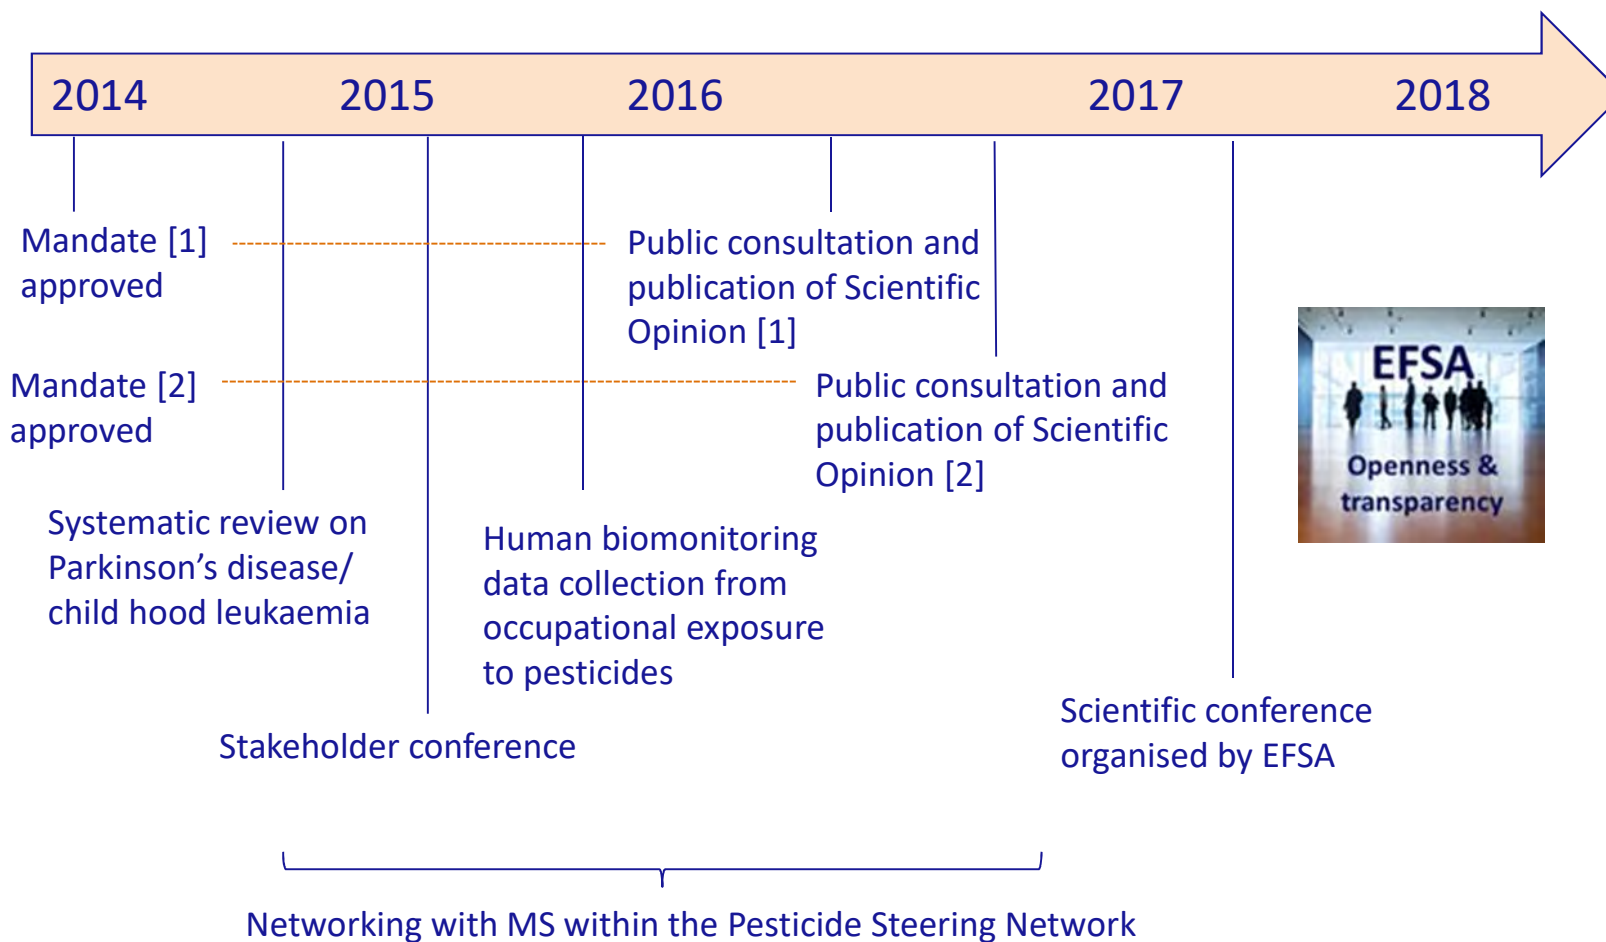 2014 2015 2016 2017 2018
Mandate [1]
approved
Public consultation and
publication of Scientific
Opinion [1]
Mandate [2]
approved
Public consultation and
publication of Scientific
Opinion [2]
EFSA
Openness &
transparency
Systematic review on
Parkinson’s disease/
child hood leukaemia
Human biomonitoring
data collection from
occupational exposure
to pesticides
Stakeholder conference
Scientific conference
organised by EFSA
Networking with MS within the Pesticide Steering Network